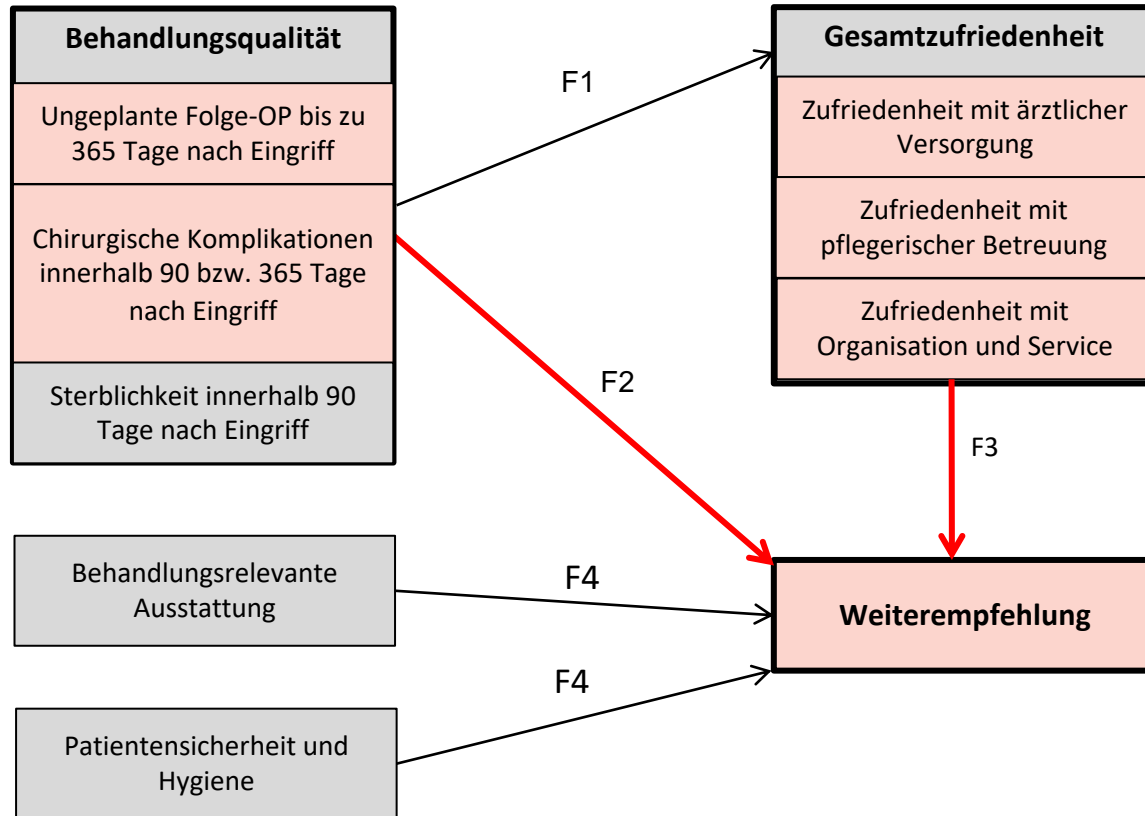 Behandlungsqualität
Ungeplante Folge-OP bis zu
365 Tage nach Eingriff
Chirurgische Komplikationen
innerhalb 90 bzw. 365 Tage
nach Eingriff
Sterblichkeit innerhalb 90
Tage nach Eingriff
F1
F2
Gesamtzufriedenheit
Zufriedenheit mit ärztlicher
Versorgung
Zufriedenheit mit
pflegerischer Betreuung
Zufriedenheit mit
Organisation und Service
F3
Behandlungsrelevante
Ausstattung
F4
Weiterempfehlung
Patientensicherheit und
Hygiene
F4